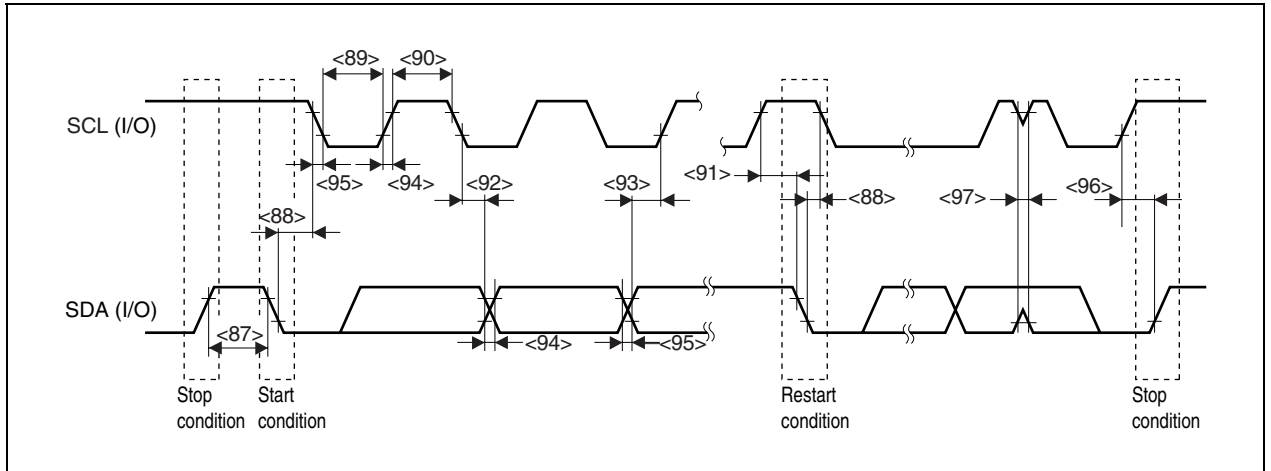 <89> <90>
SCL (I/O)
<95> <94> <92> <93> <91> <88> <97> <96>
<88>
SDA (I/O)
<87> <94> <95>
Stop condition
Start condition
Restart condition
Stop condition